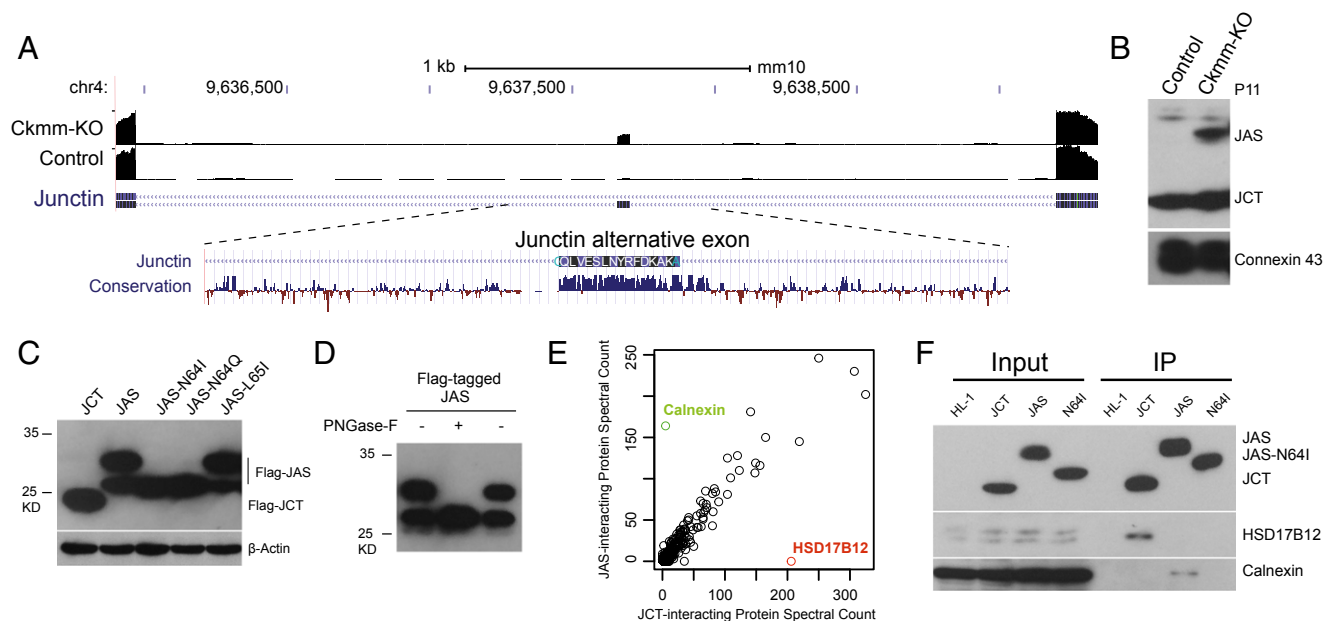 A
1 kb mm10
chr4: 9,636,500 9,637,500 9,638,500
Ckmm-KO
Control
Junctin
Junctin alternative exon
Junctin QLVESLNYRFDKAK
Conservation
B
Control Ckmm-KO P11
JAS
JCT
Connexin 43
C
JCT JAS JAS-N64I JAS-N64Q JAS-L65I
35
25
KD
Flag-JAS
Flag-JCT
β-Actin
D
Flag-tagged
JAS
PNGase-F - + -
35
25
KD
E
JAS-interacting Protein Spectral Count
250
150
50
0
Calnexin
HSD17B12
0 100 200 300
JCT-interacting Protein Spectral Count
F
Input IP
HL-1 JCT JAS N64I HL-1 JCT JAS N64I
JAS
JAS-N64I
JCT
HSD17B12
Calnexin